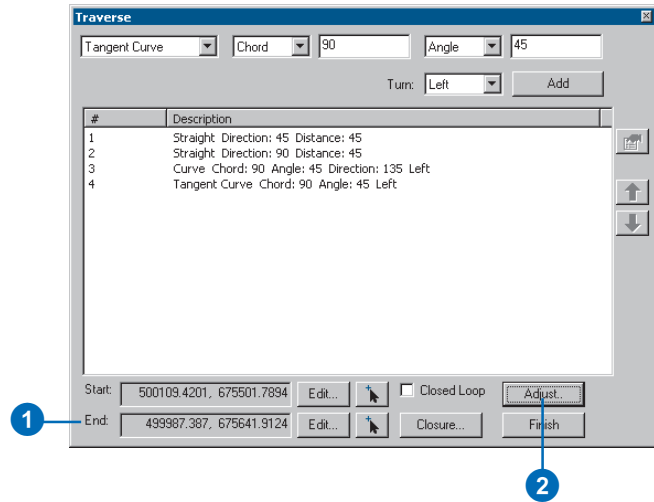 Traverse
Tangent Curve Chord 90 Angle 45
Turn: Left Add
# Description
1 Straight Direction: 45 Distance: 45
2 Straight Direction: 90 Distance: 45
3 Curve Chord: 90 Angle: 45 Direction: 135 Left
4 Tangent Curve Chord: 90 Angle: 45 Left
Start: 500109.4201, 675501.7894 Edit... Closed Loop Adjust..
1 End: 499987.387, 675641.9124 Edit... Closure... Finish
2